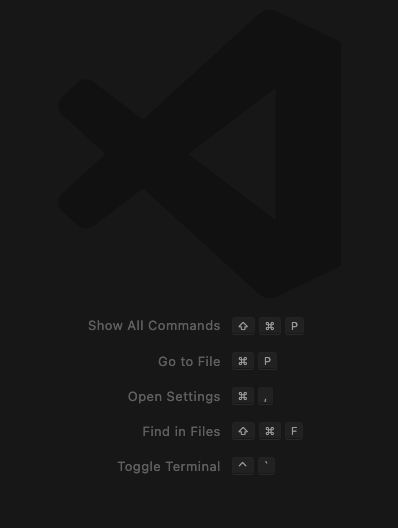 Show All Commands ⇧ ⌘ P
Go to File ⌘ P
Open Settings ⌘ ,
Find in Files ⇧ ⌘ F
Toggle Terminal ^ `